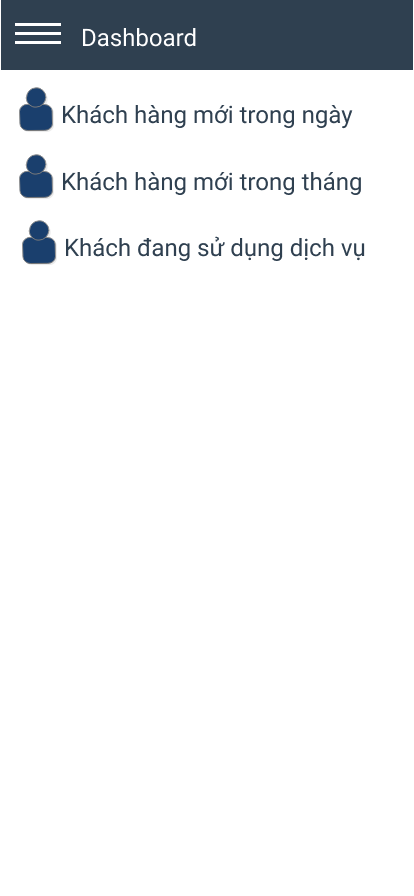 Dashboard
Khách hàng mới trong ngày
Khách hàng mới trong tháng
Khách đang sử dụng dịch vụ